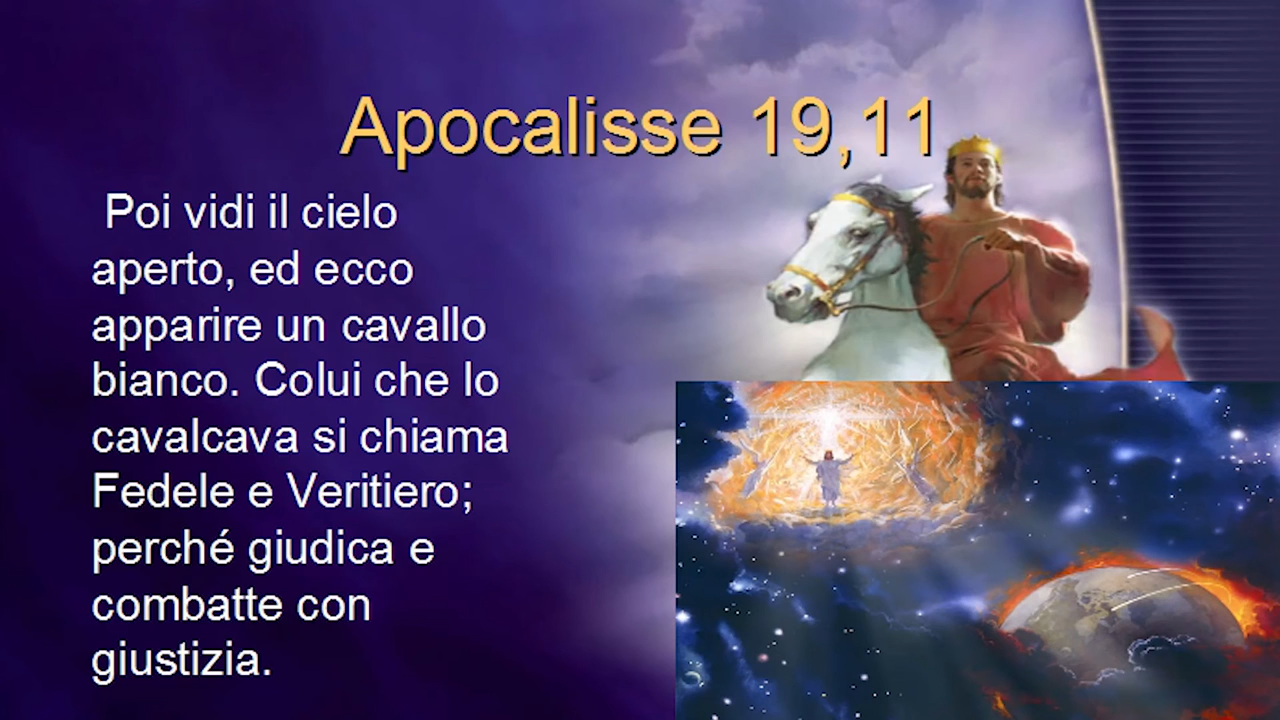 Apocalisse 19,11
Poi vidi il cielo
aperto, ed ecco
apparire un cavallo
bianco. Colui che lo
cavalcava si chiama
Fedele e Veritiero;
perché giudica e
combatte con
giustizia.